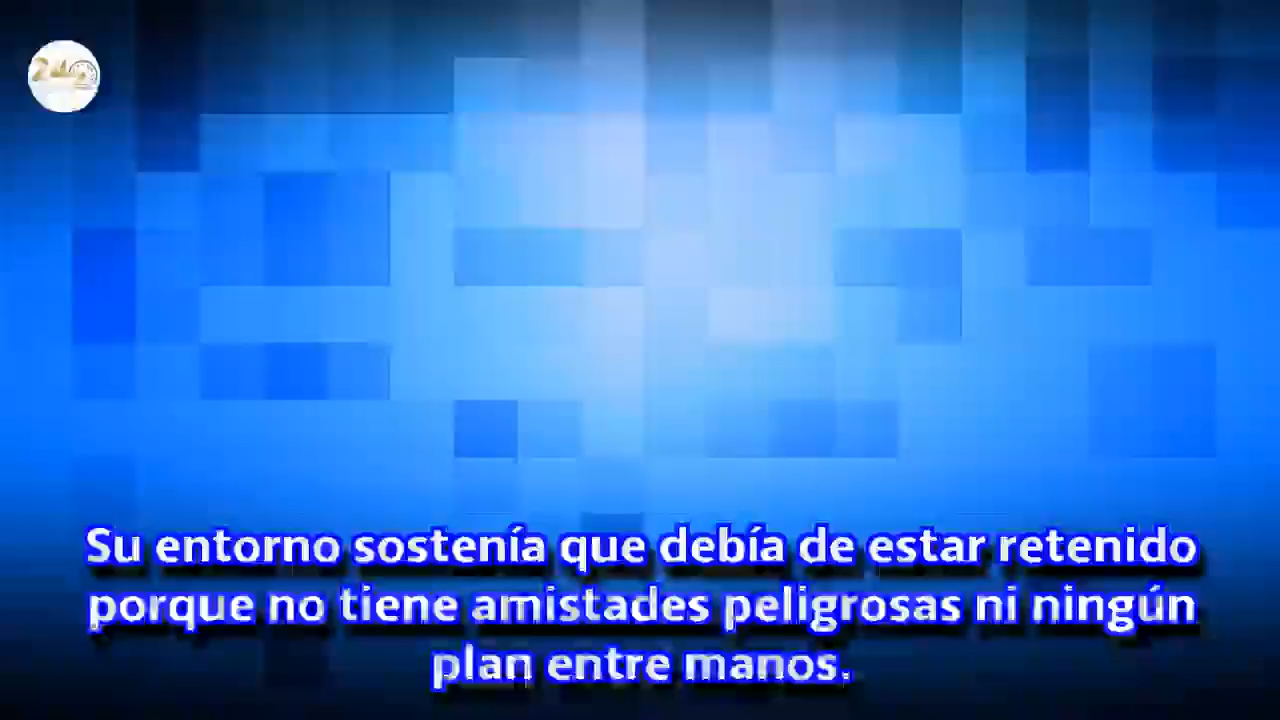 Su entorno sostenía que debía de estar retenido
porque no tiene amistades peligrosas ni ningún
plan entre manos.